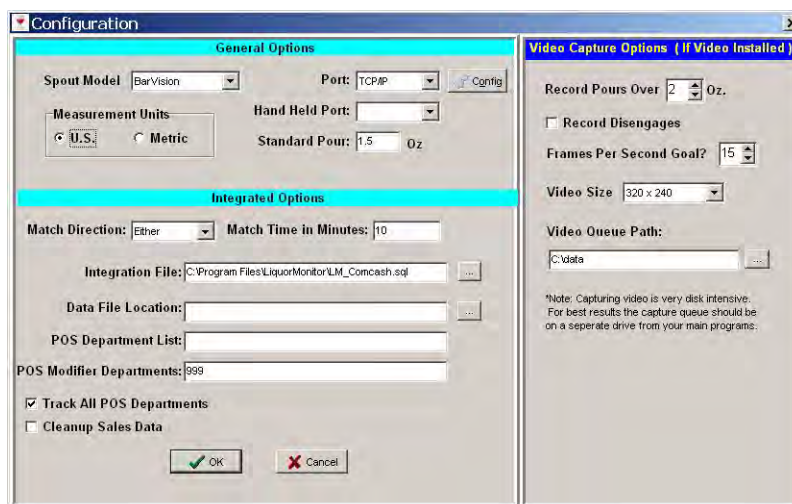 Configuration
General Options
Spout Model BarVision Port: TCP/IP Config
Measurement Units
U.S. Metric
Hand Held Port:
Standard Pour: 1.5 Oz
Integrated Options
Match Direction: Either Match Time in Minutes: 10
Integration File: C:\Program Files\LiquorMonitor\LM_Comcash.sql ...
Data File Location: ...
POS Department List:
POS Modifier Departments: 999
Track All POS Departments
Cleanup Sales Data
OK Cancel
Video Capture Options ( If Video Installed )
Record Pours Over 2 Oz.
Record Disengages
Frames Per Second Goal? 15
Video Size 320 x 240
Video Queue Path:
C:\data ...
*Note: Capturing video is very disk intensive.
For best results the capture queue should be
on a seperate drive from your main programs.